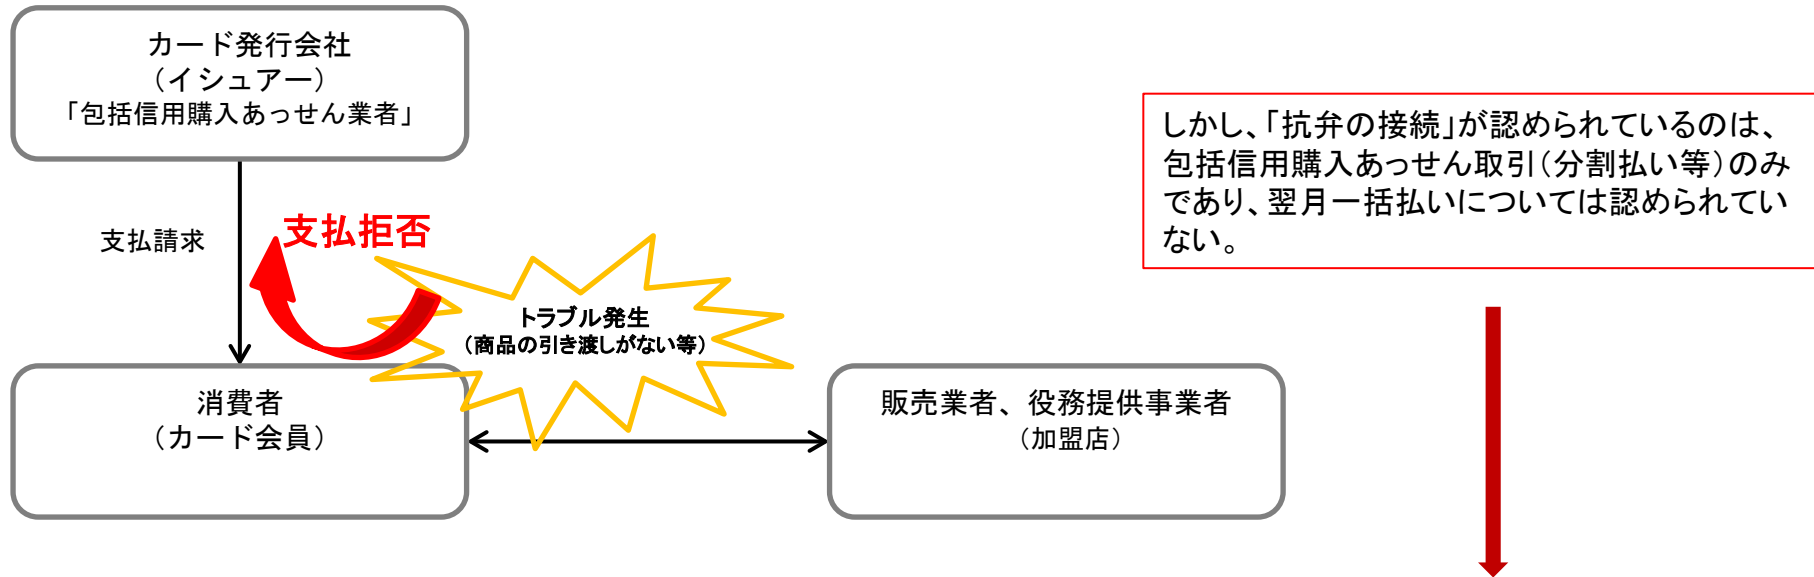 カード発行会社
（イシュアー）
「包括信用購入あっせん業者」
しかし、「抗弁の接続」が認められているのは、
包括信用購入あっせん取引（分割払い等）のみ
であり、翌月一括払いについては認められてい
ない。
支払請求
支払拒否
トラブル発生
（商品の引き渡しがない等）
消費者
（カード会員）
販売業者、役務提供事業者
（加盟店）